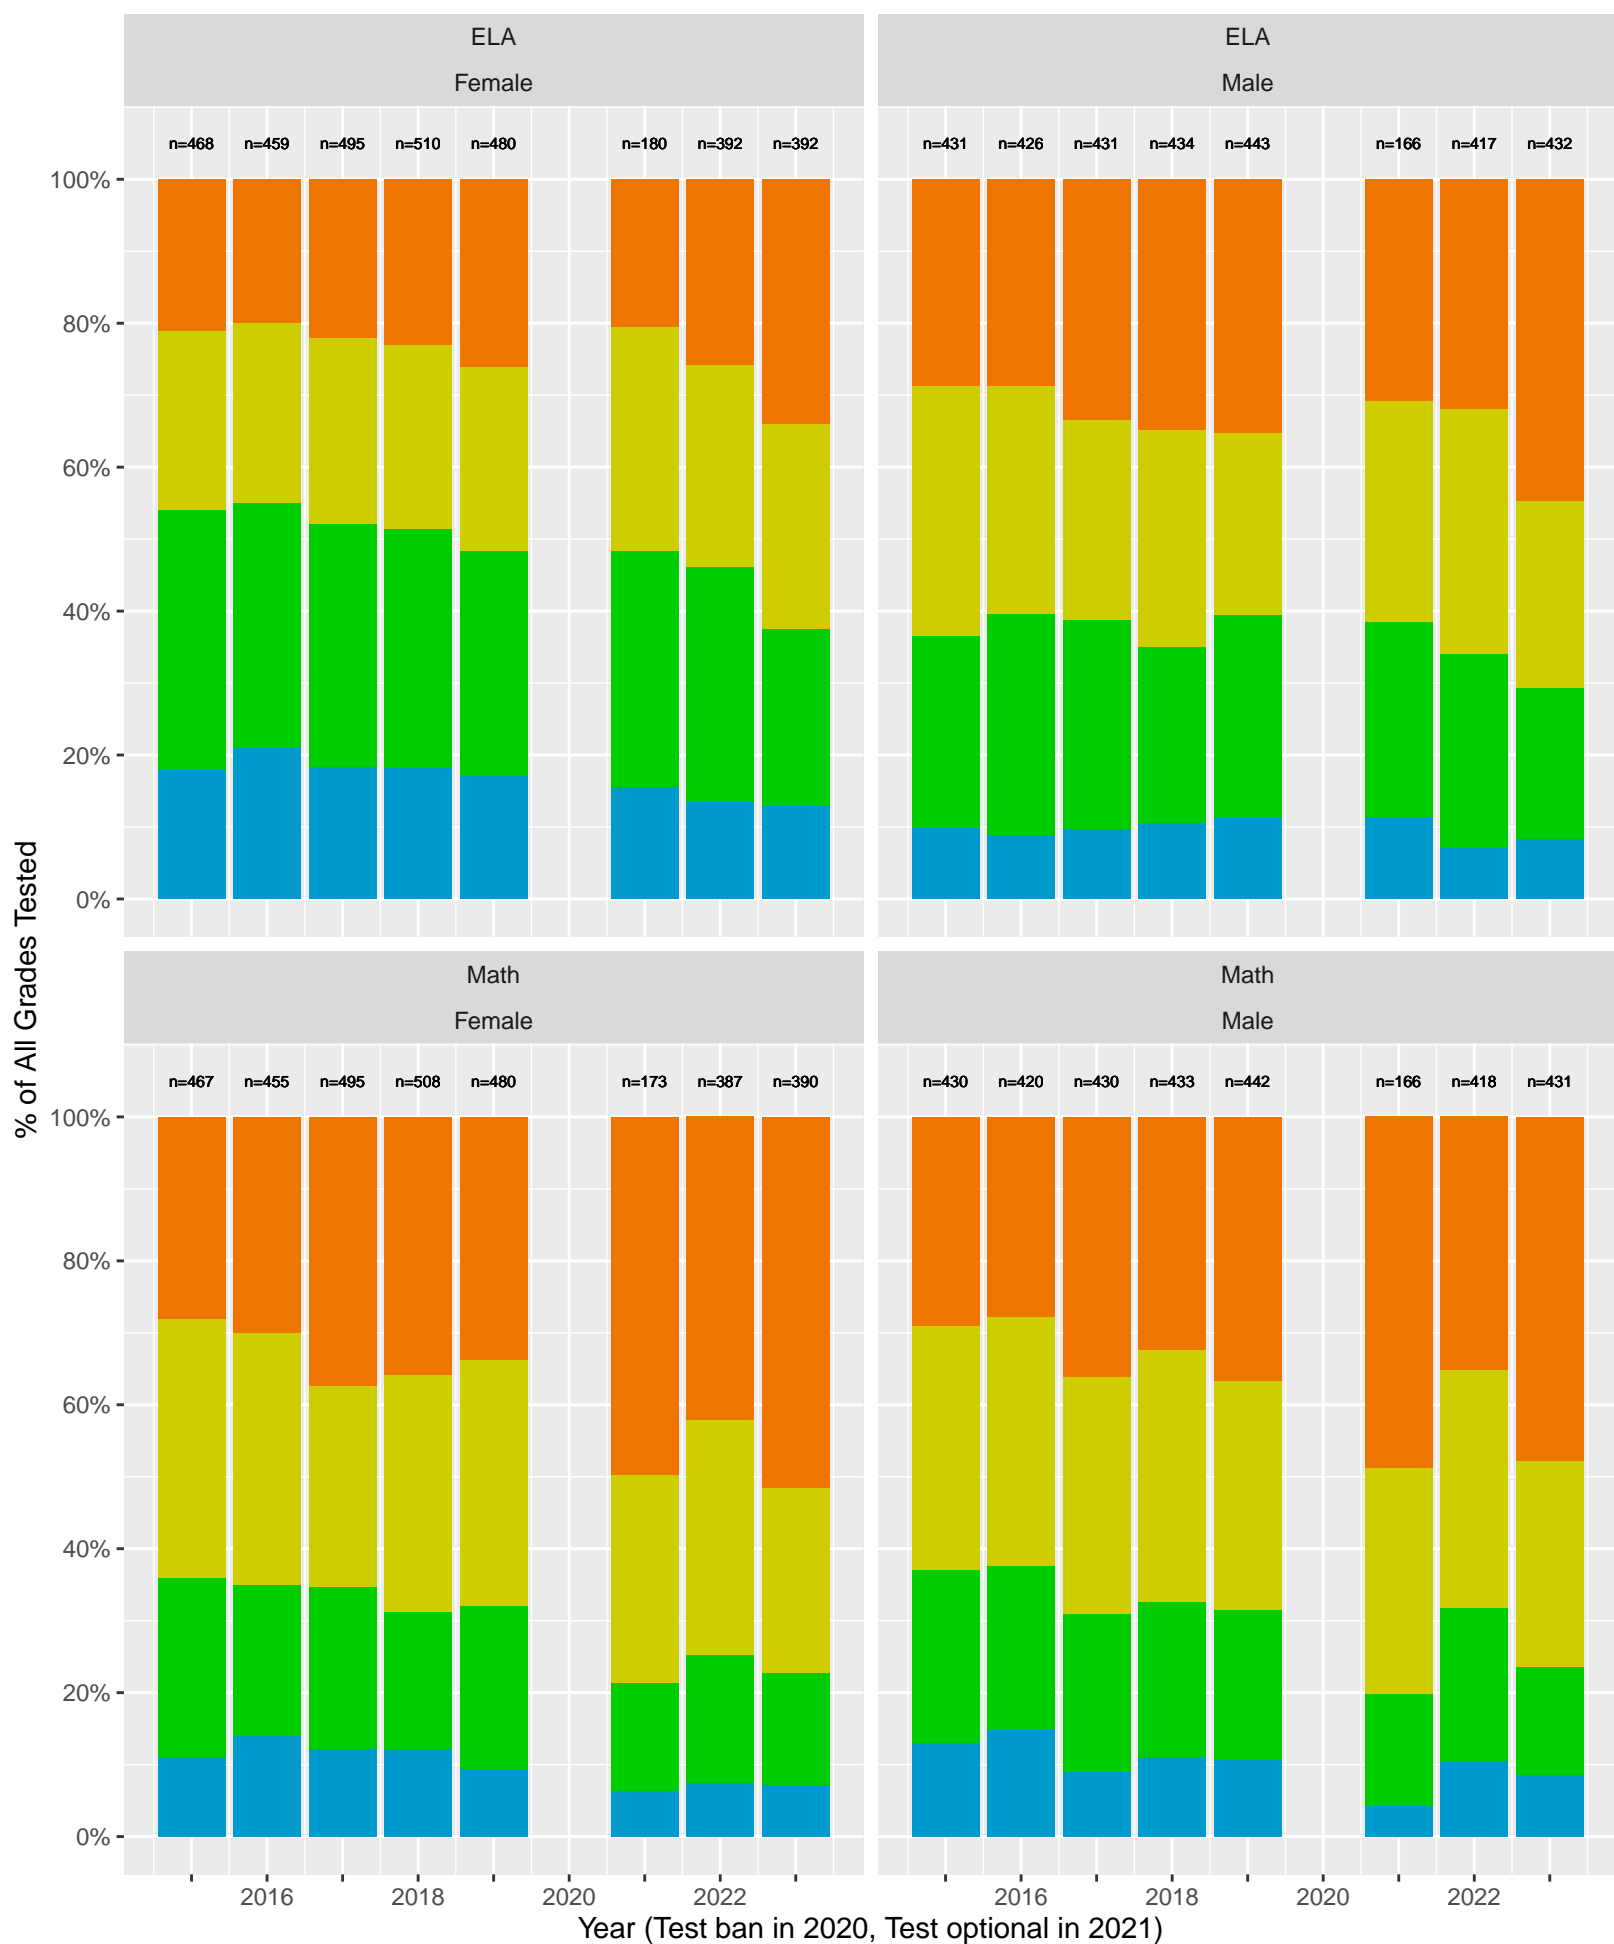 ELA
Female
n=468 n=459 n=495 n=510 n=480 n=180 n=392 n=392
ELA
Male
n=431 n=426 n=431 n=434 n=443 n=166 n=417 n=432
100%
80%
60%
40%
20%
0%
Math
Female
n=467 n=455 n=495 n=508 n=480 n=173 n=387 n=390
Math
Male
n=430 n=420 n=430 n=433 n=442 n=166 n=418 n=431
100%
80%
60%
40%
20%
0%
% of All Grades Tested
2016 2018 2020 2022
2016 2018 2020 2022
Year (Test ban in 2020, Test optional in 2021)